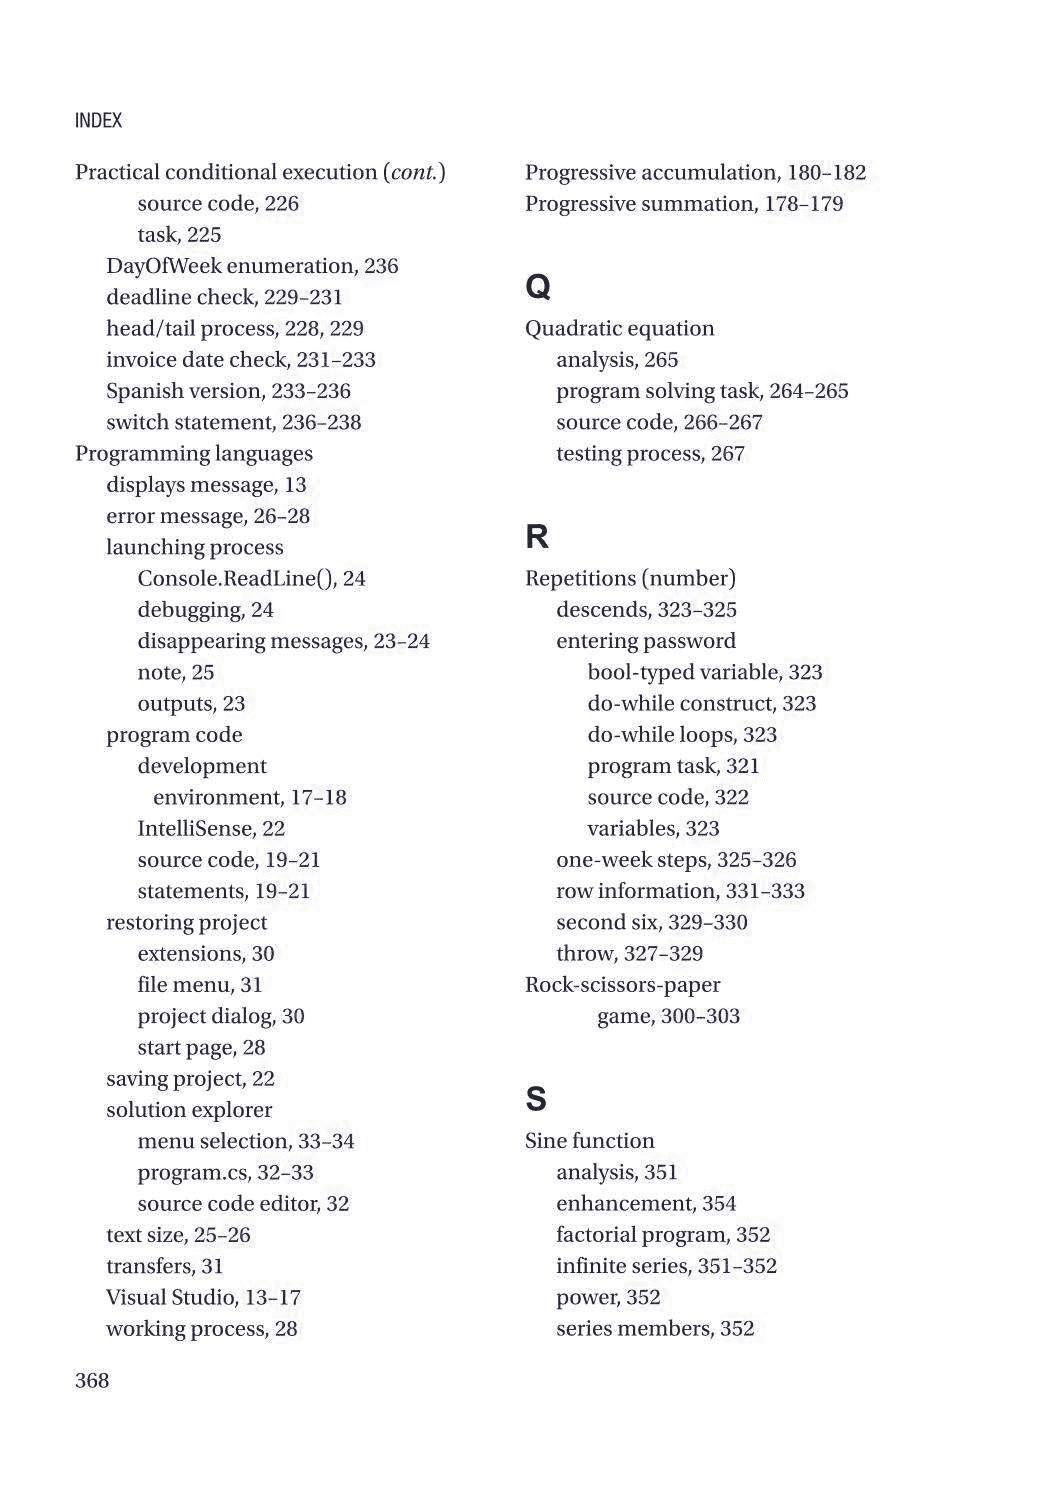 INDEX
Practical conditional execution (cont.)
source code, 226
task, 225
DayOfWeek enumeration, 236
deadline check, 229–231
head/tail process, 228, 229
invoice date check, 231–233
Spanish version, 233–236
switch statement, 236–238
Programming languages
displays message, 13
error message, 26–28
launching process
Console.ReadLine(), 24
debugging, 24
disappearing messages, 23–24
note, 25
outputs, 23
program code
development
environment, 17–18
IntelliSense, 22
source code, 19–21
statements, 19–21
restoring project
extensions, 30
file menu, 31
project dialog, 30
start page, 28
saving project, 22
solution explorer
menu selection, 33–34
program.cs, 32–33
source code editor, 32
text size, 25–26
transfers, 31
Visual Studio, 13–17
working process, 28
Progressive accumulation, 180–182
Progressive summation, 178–179
Q
Quadratic equation
analysis, 265
program solving task, 264–265
source code, 266–267
testing process, 267
R
Repetitions (number)
descends, 323–325
entering password
bool-typed variable, 323
do-while construct, 323
do-while loops, 323
program task, 321
source code, 322
variables, 323
one-week steps, 325–326
row information, 331–333
second six, 329–330
throw, 327–329
Rock-scissors-paper
game, 300–303
S
Sine function
analysis, 351
enhancement, 354
factorial program, 352
infinite series, 351–352
power, 352
series members, 352
368